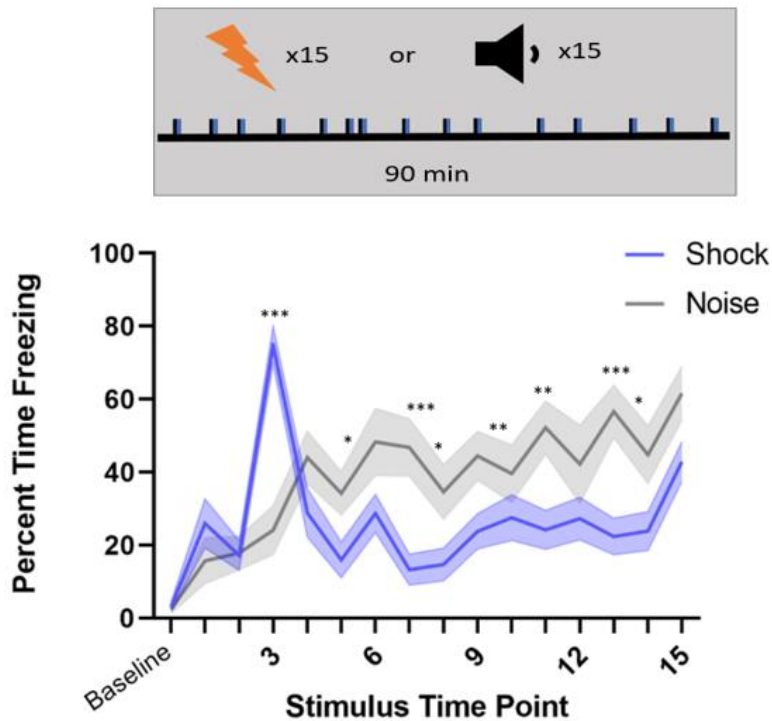 x15 or x15
90 min
Percent Time Freezing
100
80
60
40
20
0
Shock
Noise
***
*
***
*
**
**
***
*
Baseline
3
6
9
12
15
Stimulus Time Point